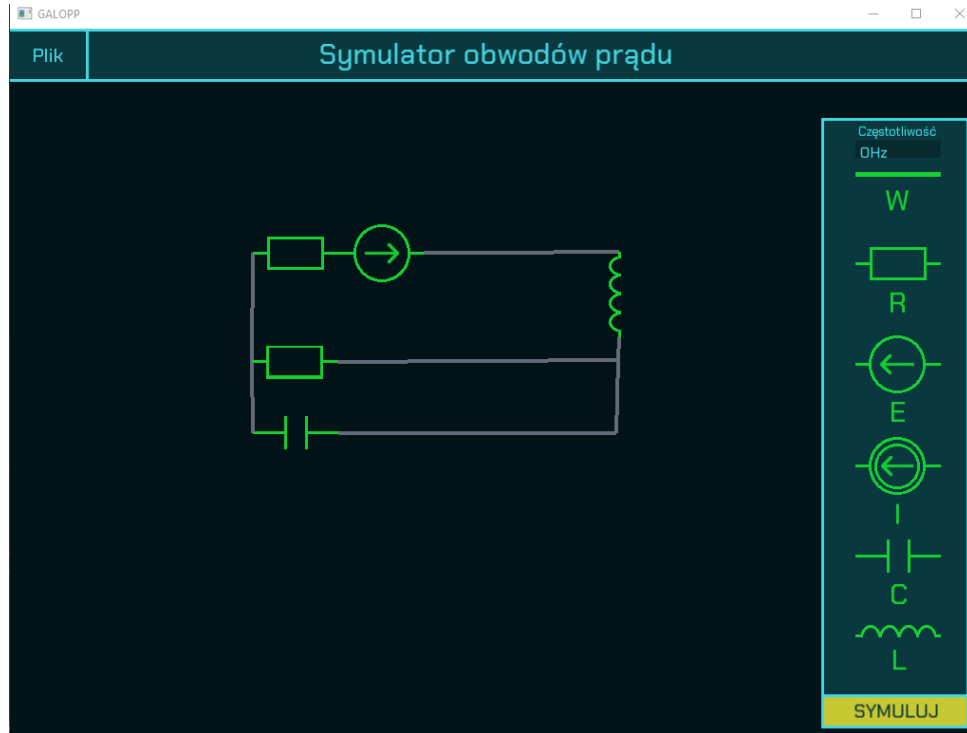 GALOPP
Plik
Symulator obwodów prądu
Częstotliwość
0Hz
W
R
E
I
C
L
SYMULUJ